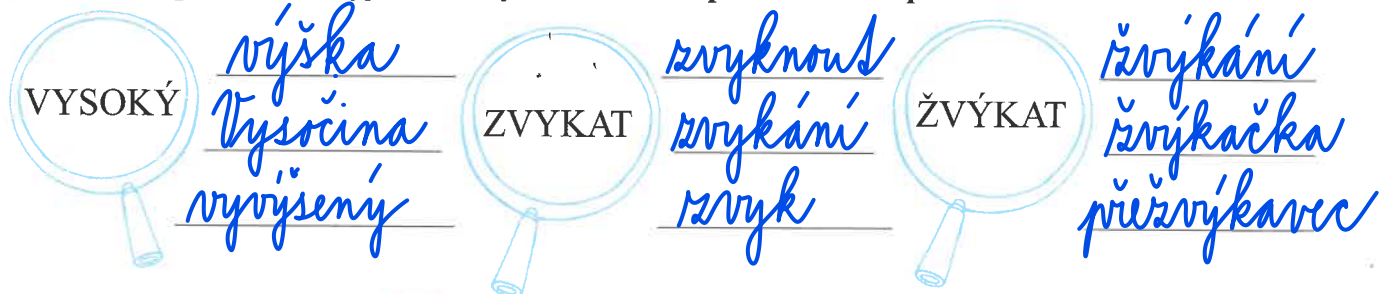 VYSOKÝ
výška
Vysočina
vyvýšený
ZVYKAT
zvyknout
zvykání
zvyk
ŽVÝKAT
žvýkání
žvýkačka
přežvýkavec